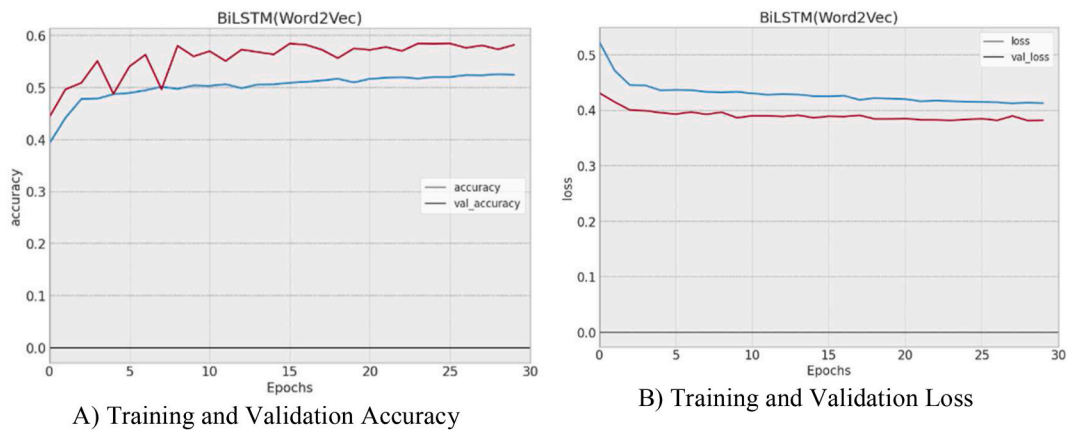 BiLSTM(Word2Vec)
0.6
0.5
0.4
0.3
0.2
0.1
0.0
accuracy
accuracy
val_accuracy
0 5 10 15 20 25 30
Epochs
A) Training and Validation Accuracy
BiLSTM(Word2Vec)
0.5
0.4
0.3
0.2
0.1
0.0
loss
loss
val_loss
0 5 10 15 20 25 30
Epochs
B) Training and Validation Loss